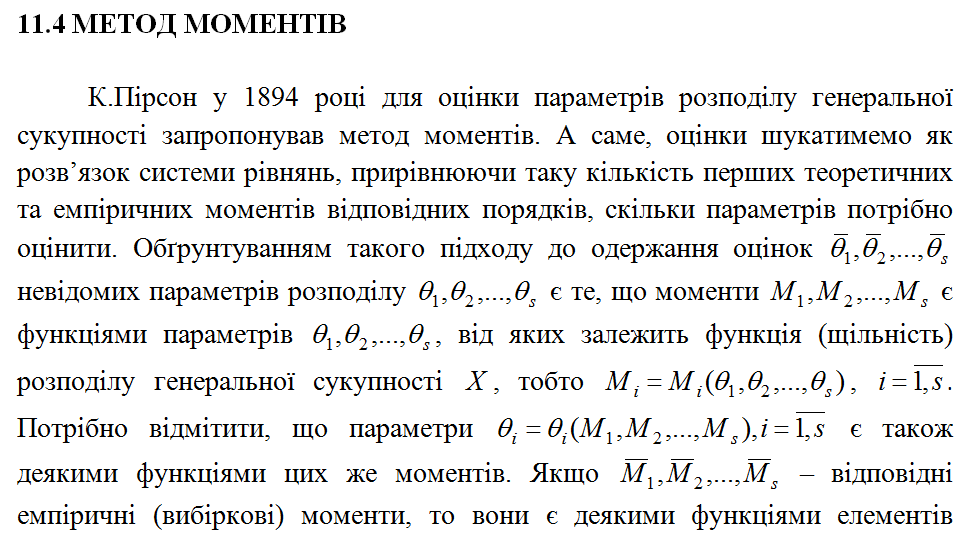 11.4 МЕТОД МОМЕНТІВ
К.Пірсон у 1894 році для оцінки параметрів розподілу генеральної
сукупності запропонував метод моментів. А саме, оцінки шукатимемо як
розв’язок системи рівнянь, прирівнюючи таку кількість перших теоретичних
та емпіричних моментів відповідних порядків, скільки параметрів потрібно
оцінити. Обґрунтуванням такого підходу до одержання оцінок θ̅₁,θ̅₂,...,θ̅ₛ
невідомих параметрів розподілу θ₁,θ₂,...,θₛ є те, що моменти M₁,M₂,...,Mₛ є
функціями параметрів θ₁,θ₂,...,θₛ, від яких залежить функція (щільність)
розподілу генеральної сукупності X, тобто Mᵢ = Mᵢ(θ₁,θ₂,...,θₛ), i = 1,s̅.
Потрібно відмітити, що параметри θᵢ = θᵢ(M₁,M₂,...,Mₛ),i = 1,s̅ є також
деякими функціями цих же моментів. Якщо M̅₁,M̅₂,...,M̅ₛ – відповідні
емпіричні (вибіркові) моменти, то вони є деякими функціями елементів